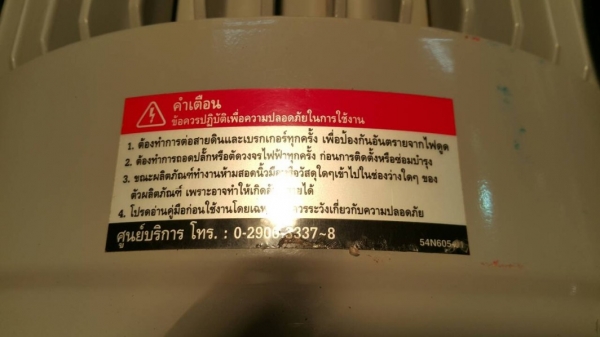 คำเตือน
ข้อควรปฏิบัติเพื่อความปลอดภัยในการใช้งาน
1. ต้องทำการต่อสายดินและเบรกเกอร์ทุกครั้ง เพื่อป้องกันอันตรายจากไฟดูด
2. ต้องทำการถอดปลั๊กหรือตัดวงจรไฟฟ้าทุกครั้ง ก่อนการติดตั้งหรือซ่อมบำรุง
3. ขณะผลิตภัณฑ์ทำงานห้ามสอดนิ้วมือ วัสดุใดๆเข้าไปในช่องว่างใดๆ ของ
ตัวผลิตภัณฑ์ เพราะอาจทำให้เกิด ได้
4. โปรดอ่านคู่มือก่อนใช้งานโดย ระวังเกี่ยวกับความปลอดภัย
ศูนย์บริการ โทร. : 0-2900-3337~8